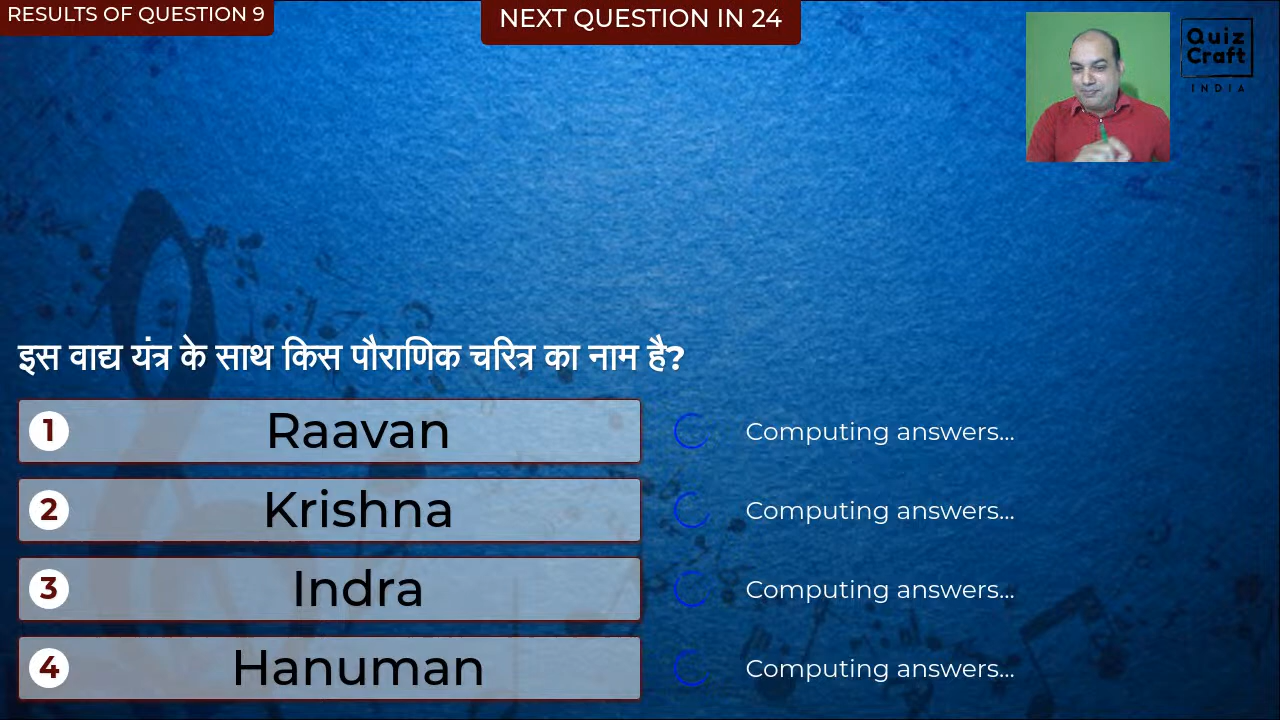 RESULTS OF QUESTION 9
NEXT QUESTION IN 24
Quiz
Craft
INDIA
इस वाद्य यंत्र के साथ किस पौराणिक चरित्र का नाम है?
1 Raavan Computing answers...
2 Krishna Computing answers...
3 Indra Computing answers...
4 Hanuman Computing answers...